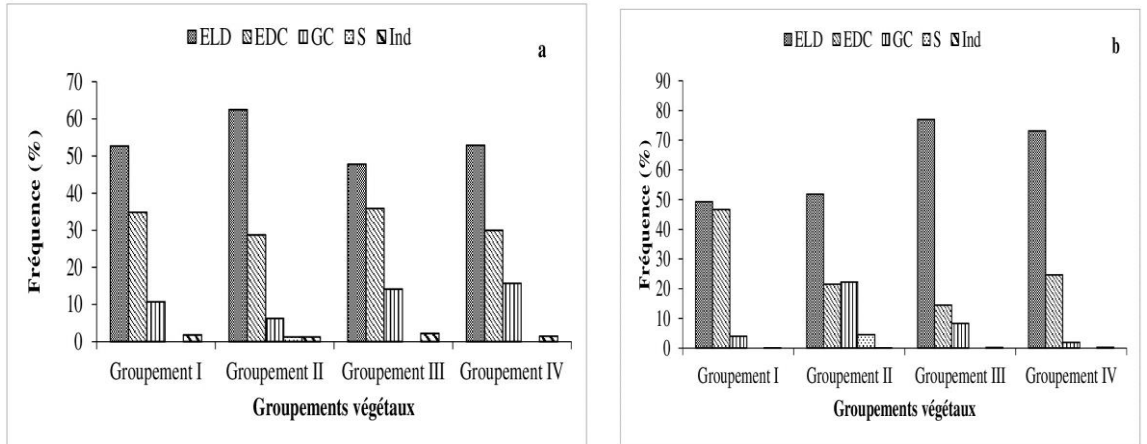 ELD EDC GC S Ind
a
Fréquence (%)
70
60
50
40
30
20
10
0
Groupement I Groupement II Groupement III Groupement IV
Groupements végétaux
ELD EDC GC S Ind
b
Fréquence (%)
90
80
70
60
50
40
30
20
10
0
Groupement I Groupement II Groupement III Groupement IV
Groupements végétaux